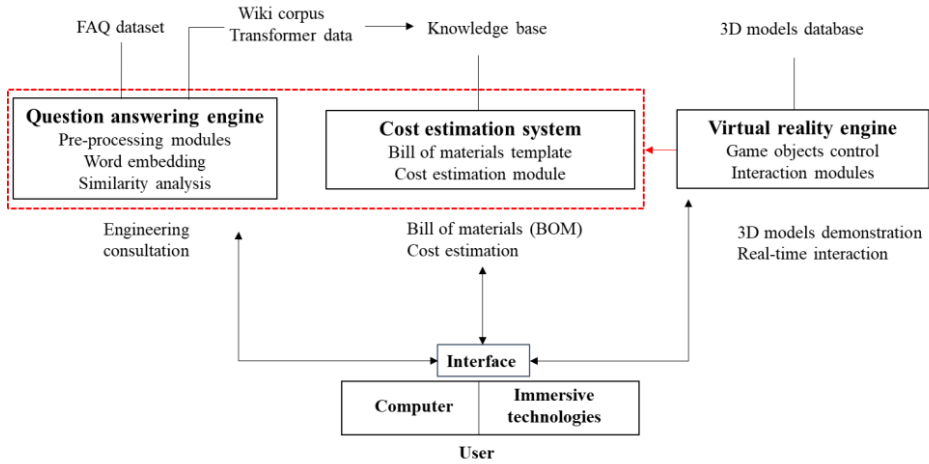 FAQ dataset
Wiki corpus
Transformer data
Knowledge base
3D models database
Question answering engine
Pre-processing modules
Word embedding
Similarity analysis
Cost estimation system
Bill of materials template
Cost estimation module
Virtual reality engine
Game objects control
Interaction modules
Engineering
consultation
Bill of materials (BOM)
Cost estimation
3D models demonstration
Real-time interaction
Interface
Computer
Immersive
technologies
User